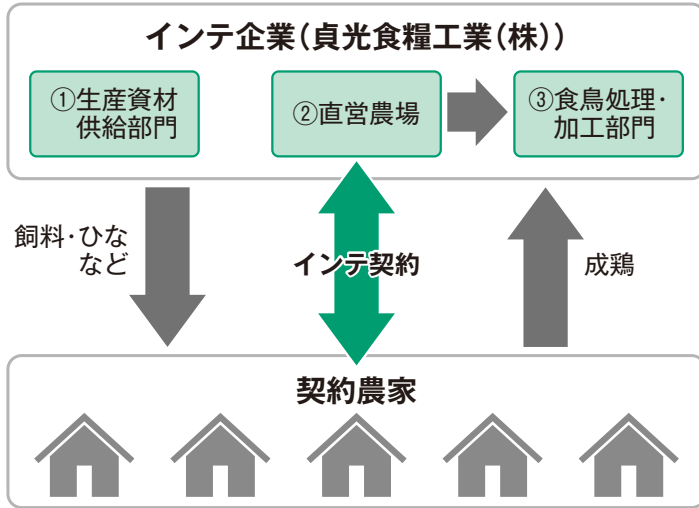 インテ企業(貞光食糧工業(株))
①生産資材
供給部門
②直営農場
③食鳥処理・
加工部門
飼料・ひな
など
インテ契約
成鶏
契約農家